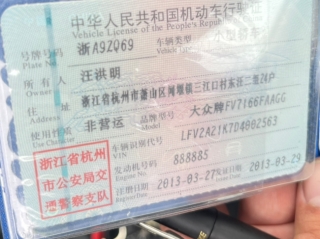 中华人民共和国机动车行驶证
Vehicle License of the People's Republic
号牌号码 浙A9Z069 车辆类型
Plate No. Vehicle Type
所有人 汪洪明
Owner
住址 浙江省杭州市萧山区闻堰镇三江口村东汪二组26户
Address
使用性质 非营运 品牌型号 大众牌FV7166FAAGG
Use Character Model
浙江省杭州市公安局交通警察支队
车辆识别代号 LFV2A21K7D4002563
VIN
发动机号码 888885
Engine No.
注册日期 2013-03-27 发证日期 2013-03-29
Register Date Issue Date